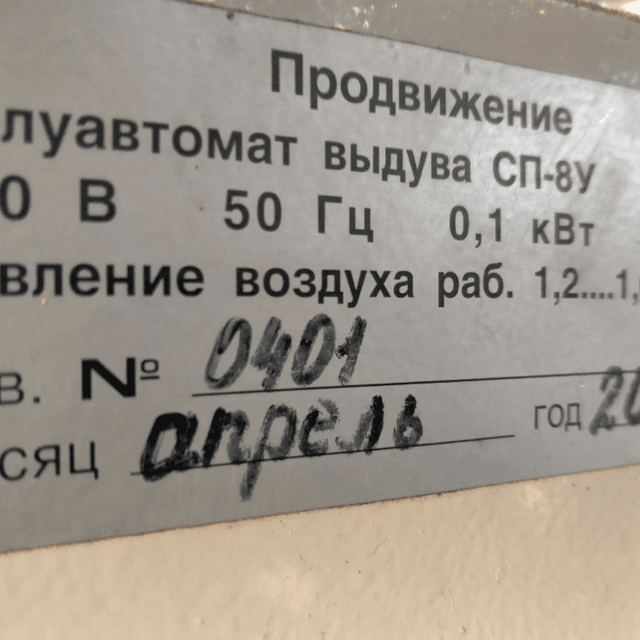 Продвижение
луавтомат выдува СП-8У
0 В 50 Гц 0,1 кВт
вление воздуха раб. 1,2....1,
в. № 0401
сяц апрель год 20